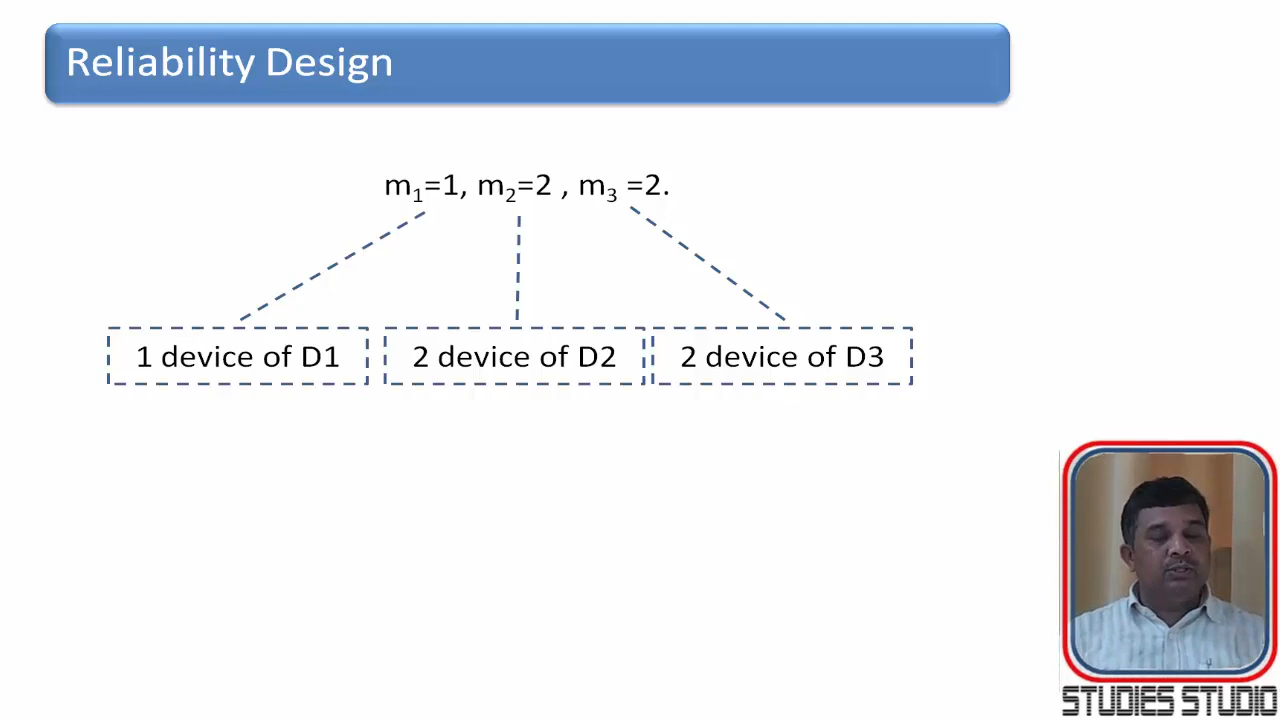 Reliability Design
m₁=1, m₂=2 , m₃ =2.
1 device of D1
2 device of D2
2 device of D3
STUDIES STUDIO